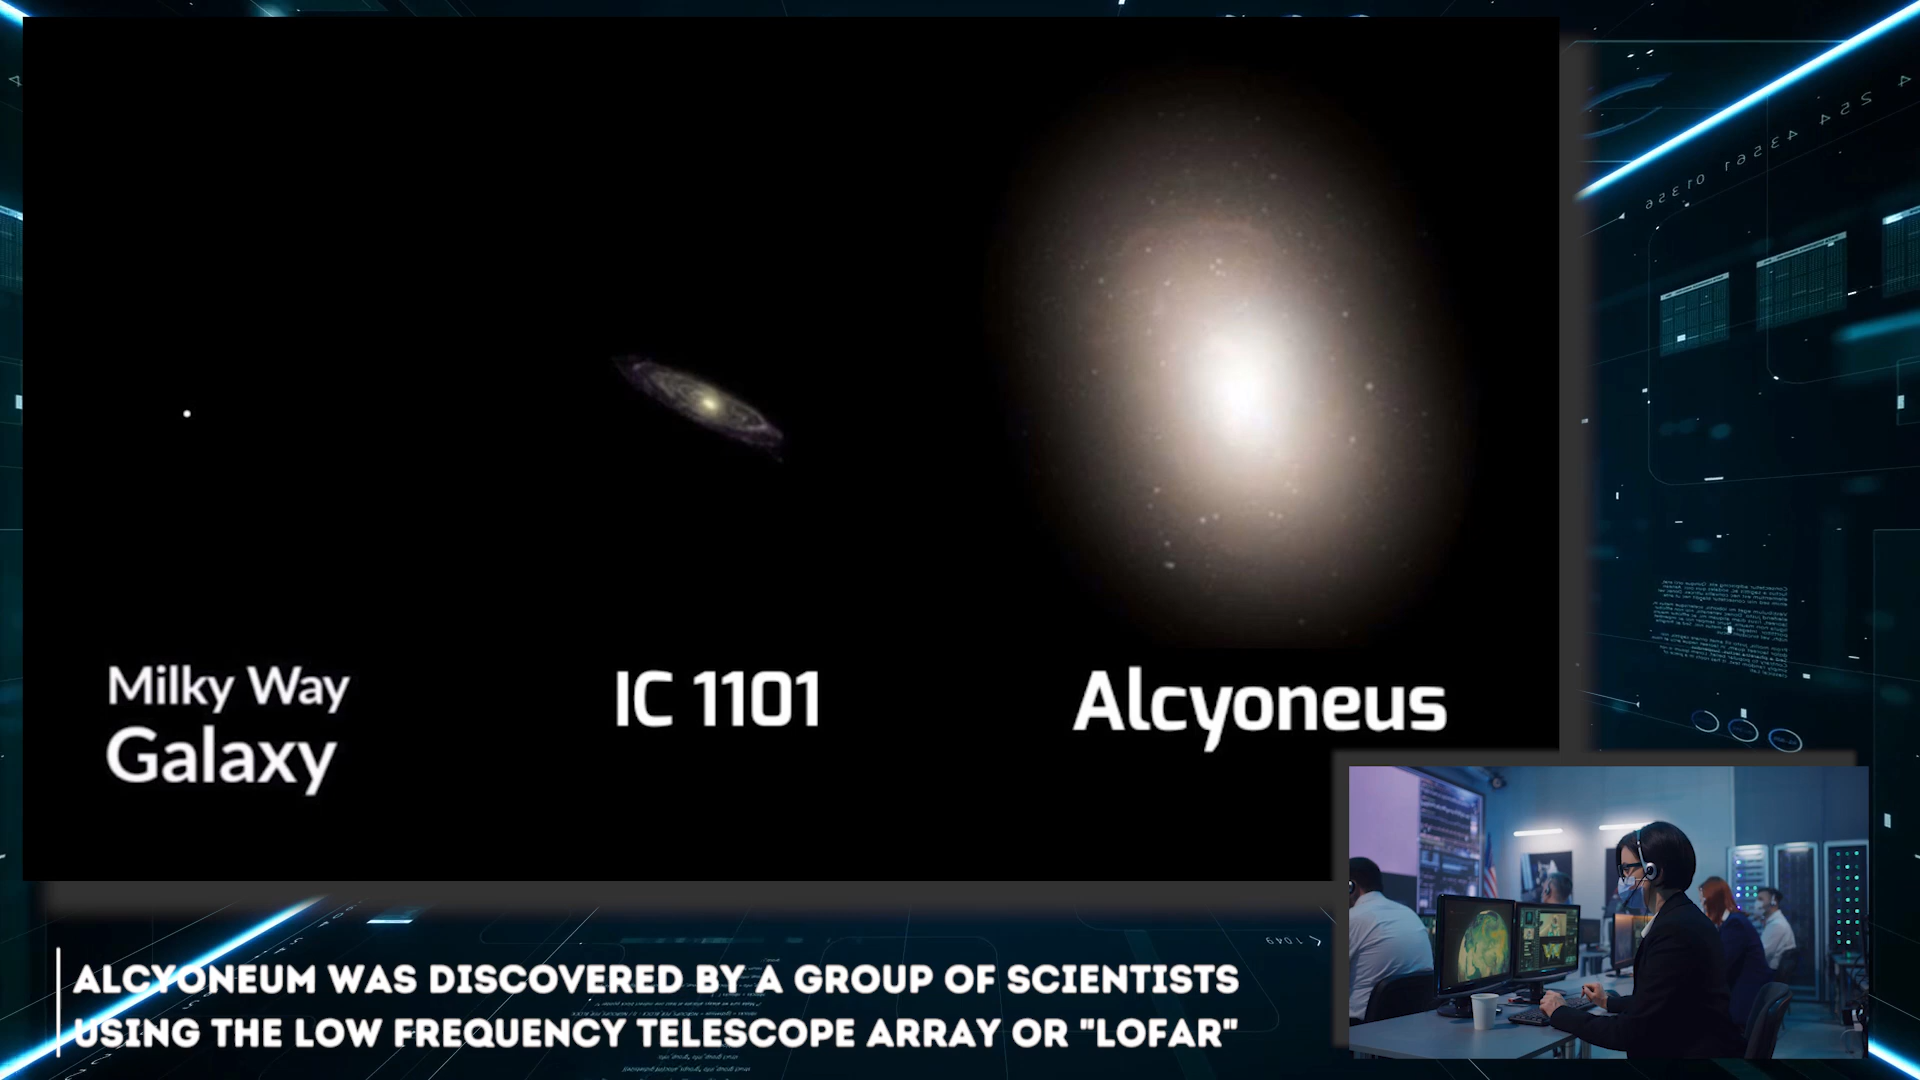 Milky Way
Galaxy
IC 1101
Alcyoneus
ALCYONEUM WAS DISCOVERED BY A GROUP OF SCIENTISTS
USING THE LOW FREQUENCY TELESCOPE ARRAY OR "LOFAR"